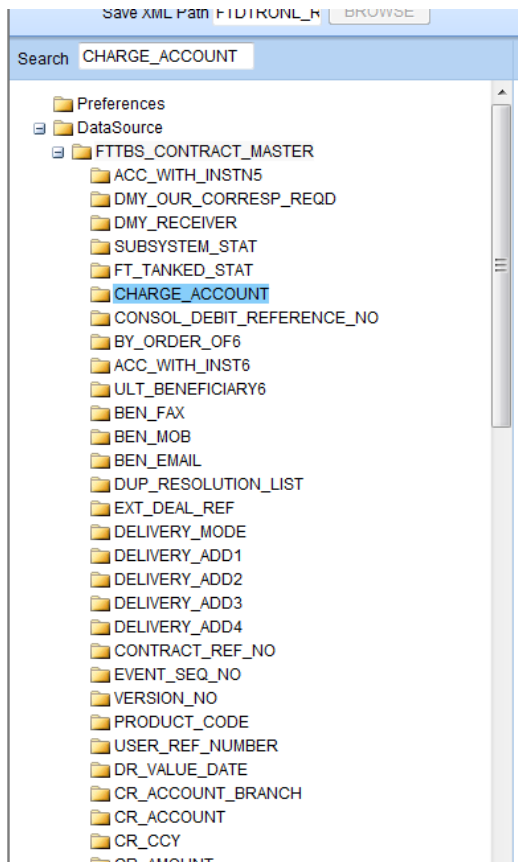 Save XML Path FTDTRONL_R BROWSE
Search CHARGE_ACCOUNT
Preferences
DataSource
FTTBS_CONTRACT_MASTER
ACC_WITH_INSTN5
DMY_OUR_CORRESP_REQD
DMY_RECEIVER
SUBSYSTEM_STAT
FT_TANKED_STAT
CHARGE_ACCOUNT
CONSOL_DEBIT_REFERENCE_NO
BY_ORDER_OF6
ACC_WITH_INST6
ULT_BENEFICIARY6
BEN_FAX
BEN_MOB
BEN_EMAIL
DUP_RESOLUTION_LIST
EXT_DEAL_REF
DELIVERY_MODE
DELIVERY_ADD1
DELIVERY_ADD2
DELIVERY_ADD3
DELIVERY_ADD4
CONTRACT_REF_NO
EVENT_SEQ_NO
VERSION_NO
PRODUCT_CODE
USER_REF_NUMBER
DR_VALUE_DATE
CR_ACCOUNT_BRANCH
CR_ACCOUNT
CR_CCY
CR_AMOUNT